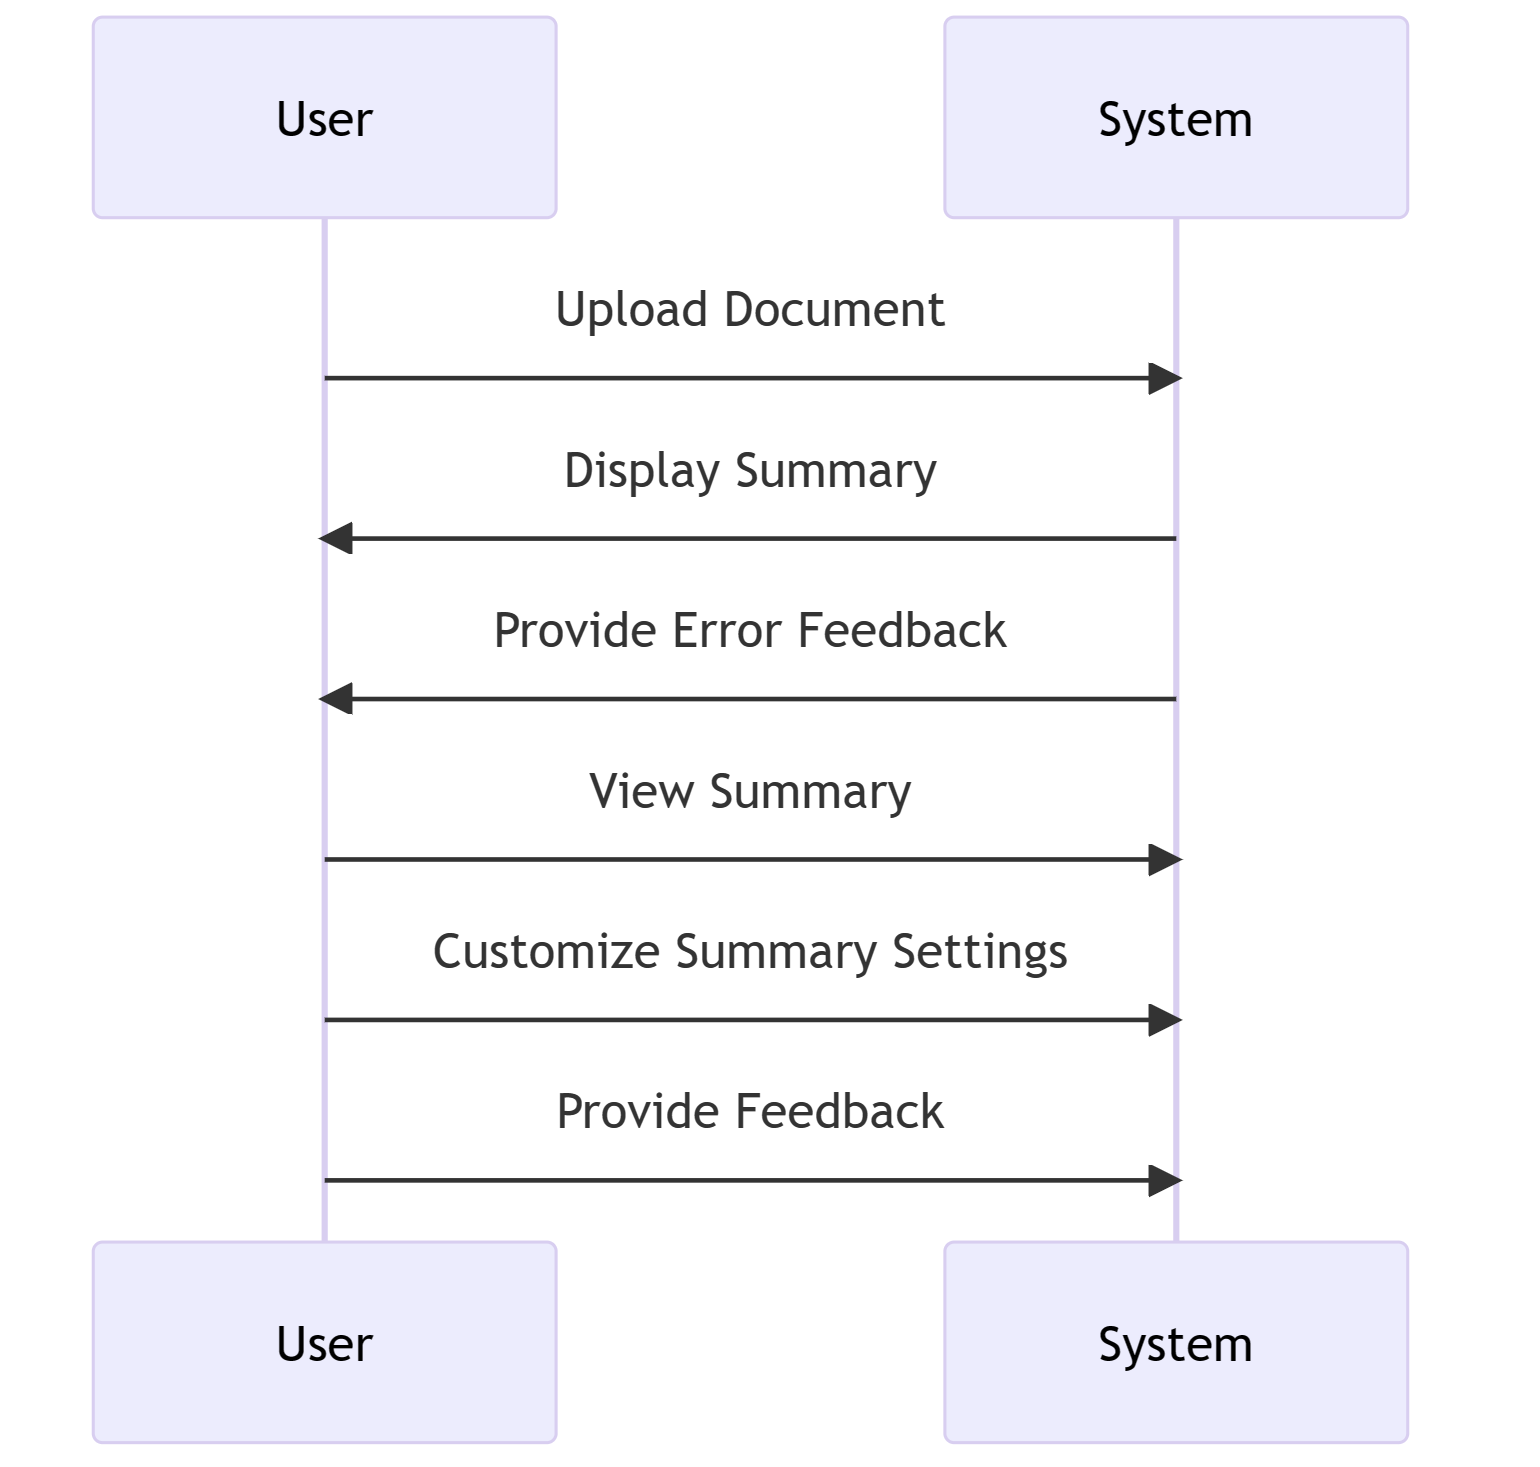 User
System
Upload Document
Display Summary
Provide Error Feedback
View Summary
Customize Summary Settings
Provide Feedback
User
System